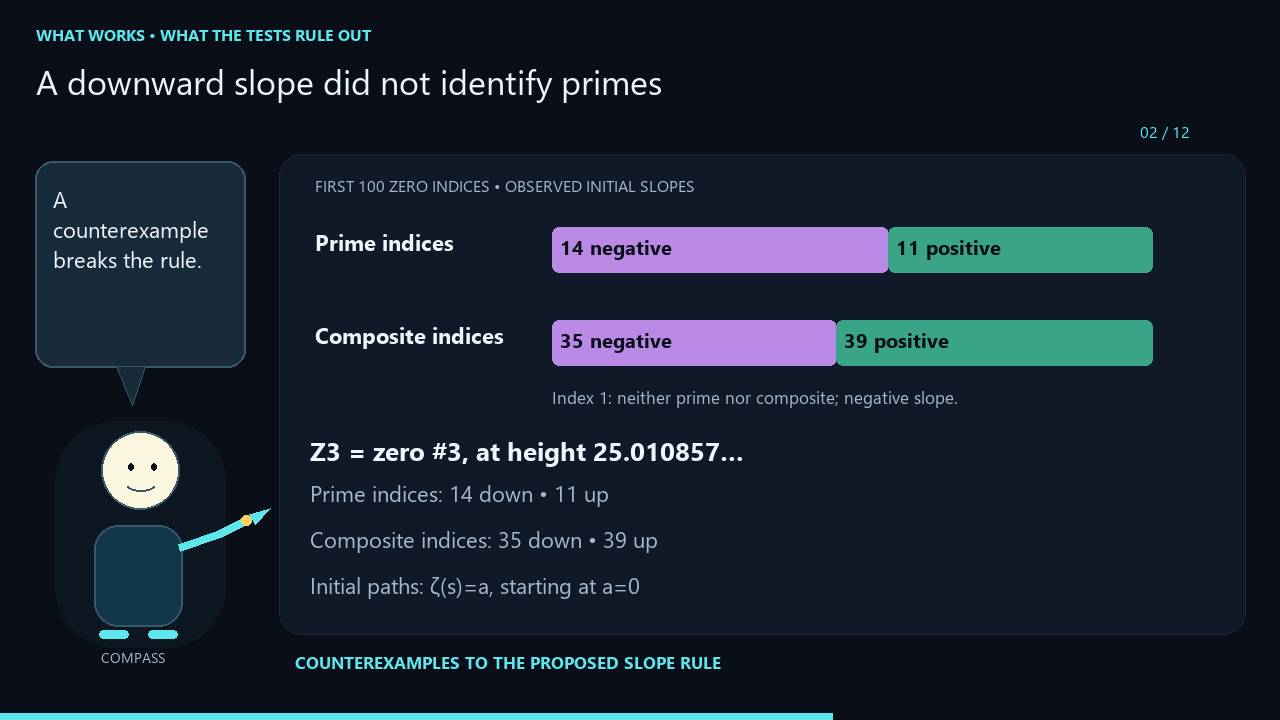 WHAT WORKS • WHAT THE TESTS RULE OUT
A downward slope did not identify primes
02 / 12
A
counterexample
breaks the rule.
COMPASS
FIRST 100 ZERO INDICES • OBSERVED INITIAL SLOPES
Prime indices
14 negative
11 positive
Composite indices
35 negative
39 positive
Index 1: neither prime nor composite; negative slope.
Z3 = zero #3, at height 25.010857…
Prime indices: 14 down • 11 up
Composite indices: 35 down • 39 up
Initial paths: ζ(s)=a, starting at a=0
COUNTEREXAMPLES TO THE PROPOSED SLOPE RULE